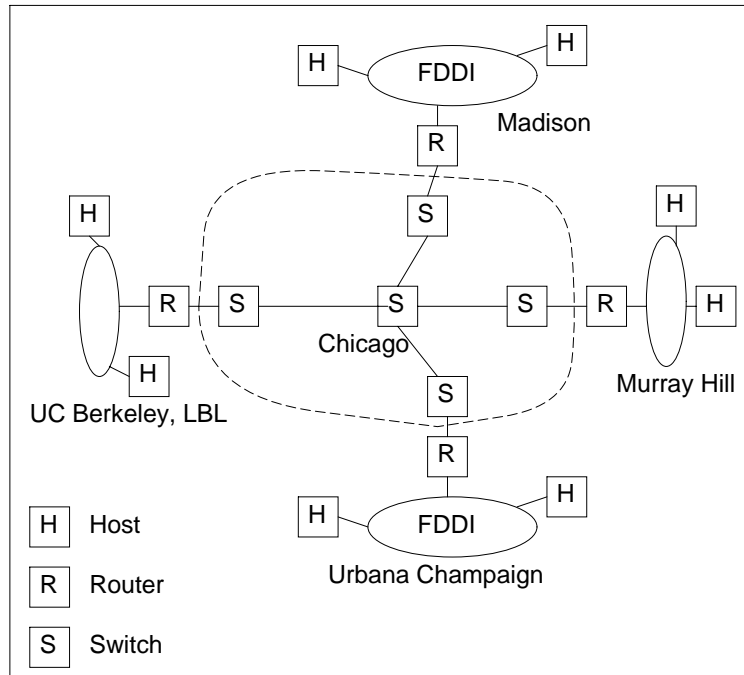 H
FDDI
H
Madison
R
H
S
H
R
S
S
S
R
H
Chicago
H
S
Murray Hill
UC Berkeley, LBL
R
H
FDDI
H
Urbana Champaign
H Host
R Router
S Switch